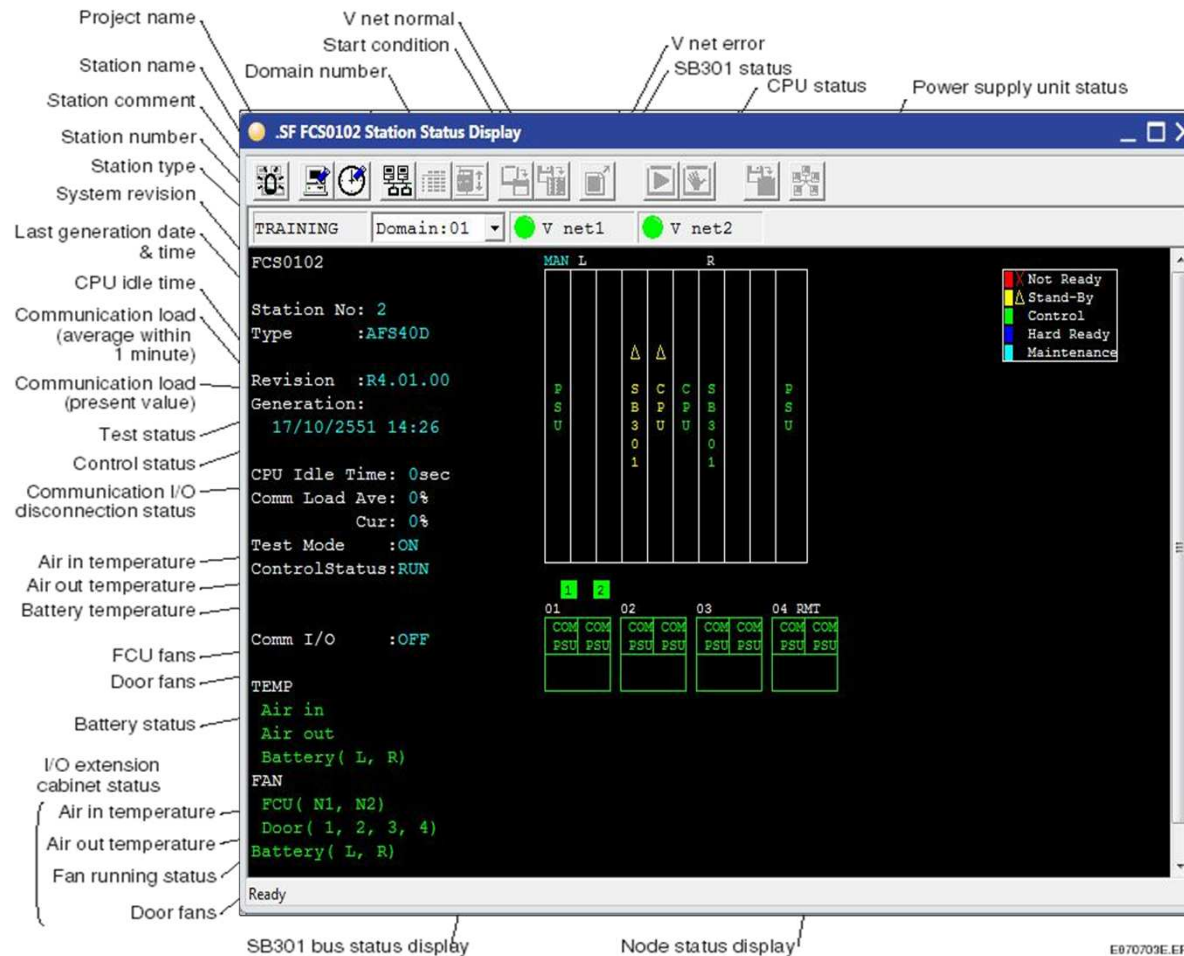 Project name
V net normal
Start condition
V net error
Station name
Domain number
SB301 status
CPU status
Power supply unit status
Station comment
Station number
Station type
System revision
Last generation date
& time
CPU idle time
Communication load
(average within
1 minute)
Communication load
(present value)
Test status
Control status
Communication I/O
disconnection status
Air in temperature
Air out temperature
Battery temperature
FCU fans
Door fans
Battery status
I/O extension
cabinet status
Air in temperature
Air out temperature
Fan running status
Door fans
.SF FCS0102 Station Status Display
TRAINING Domain:01 V net1 V net2
FCS0102
Station No: 2
Type :AFS40D
Revision :R4.01.00
Generation:
17/10/2551 14:26
CPU Idle Time: 0sec
Comm Load Ave: 0%
Cur: 0%
Test Mode :ON
ControlStatus:RUN
Comm I/O :OFF
TEMP
Air in
Air out
Battery( L, R)
FAN
FCU( N1, N2)
Door( 1, 2, 3, 4)
Battery( L, R)
MAN L R
PSU
SB301
CPU
CPU
SB301
PSU
1 2
01 02 03 04 RMT
COM COM COM COM COM COM COM COM
PSU PSU PSU PSU PSU PSU PSU PSU
Not Ready
Stand-By
Control
Hard Ready
Maintenance
Ready
SB301 bus status display
Node status display